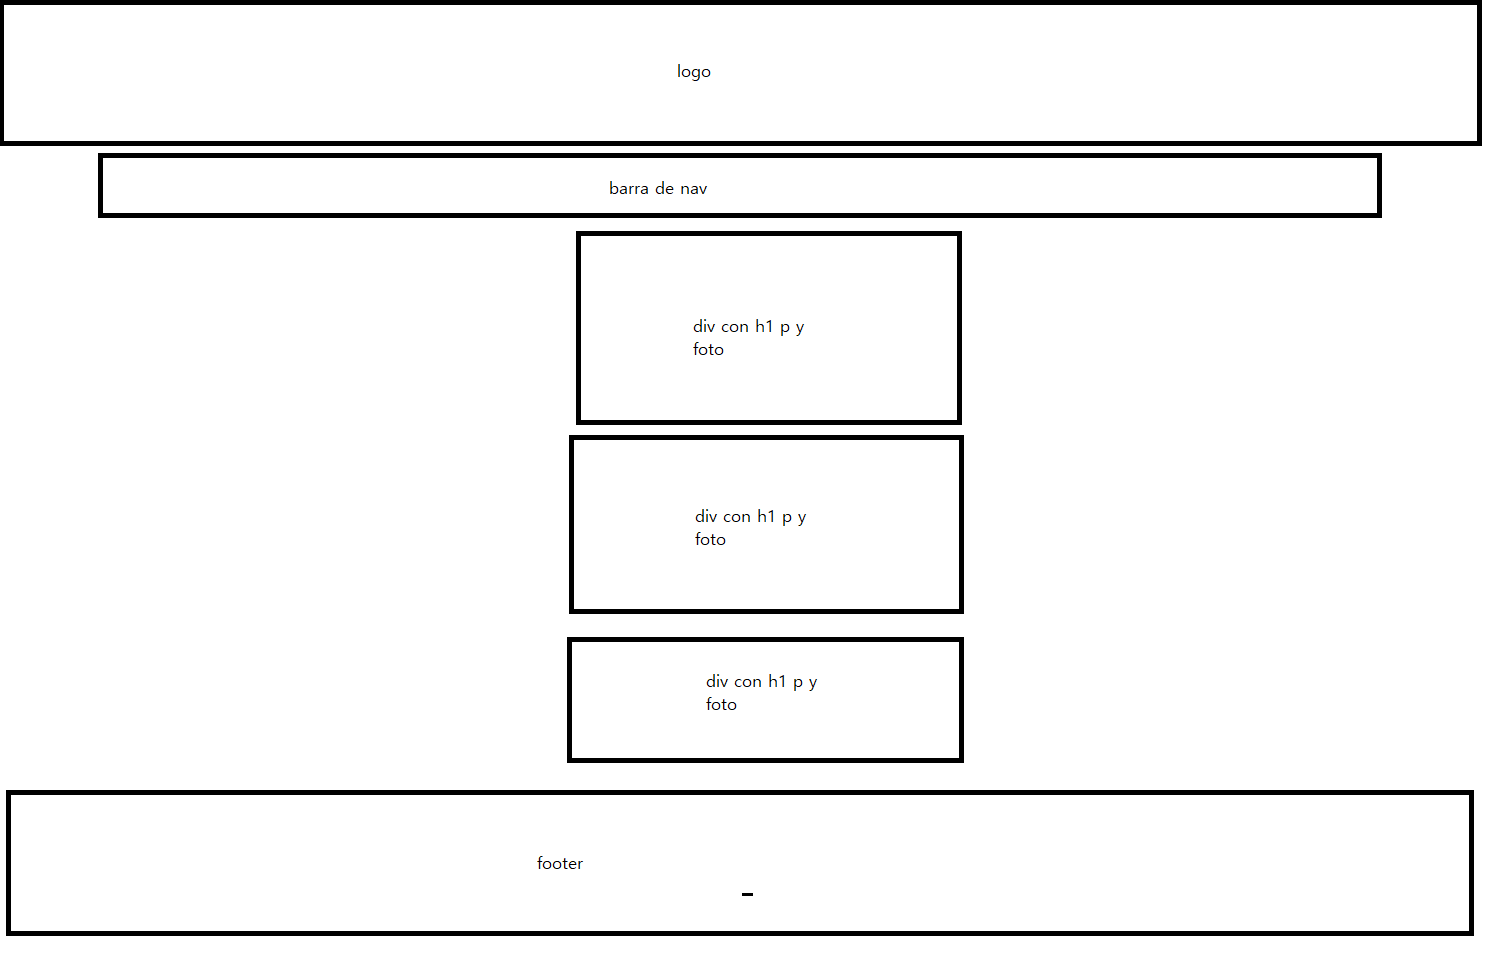 logo
barra de nav
div con h1 p y
foto
div con h1 p y
foto
div con h1 p y
foto
footer